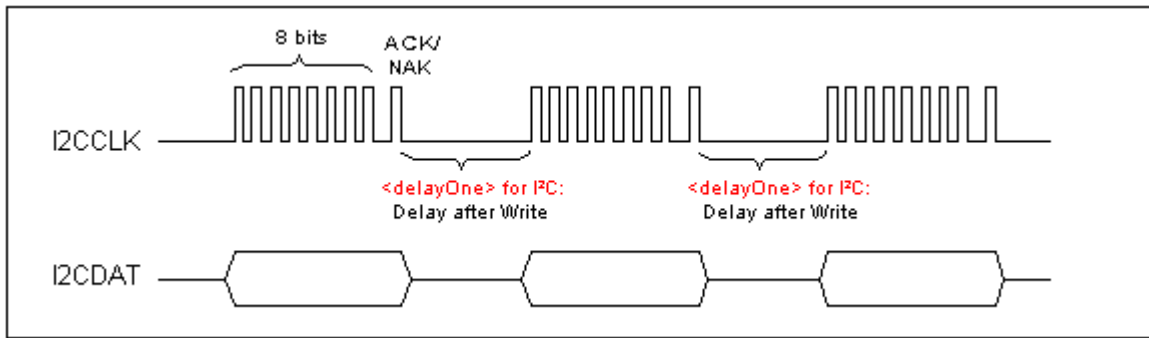 8 bits
ACK/
NAK
I2CCLK
<delayOne> for I²C:
Delay after Write
<delayOne> for I²C:
Delay after Write
I2CDAT